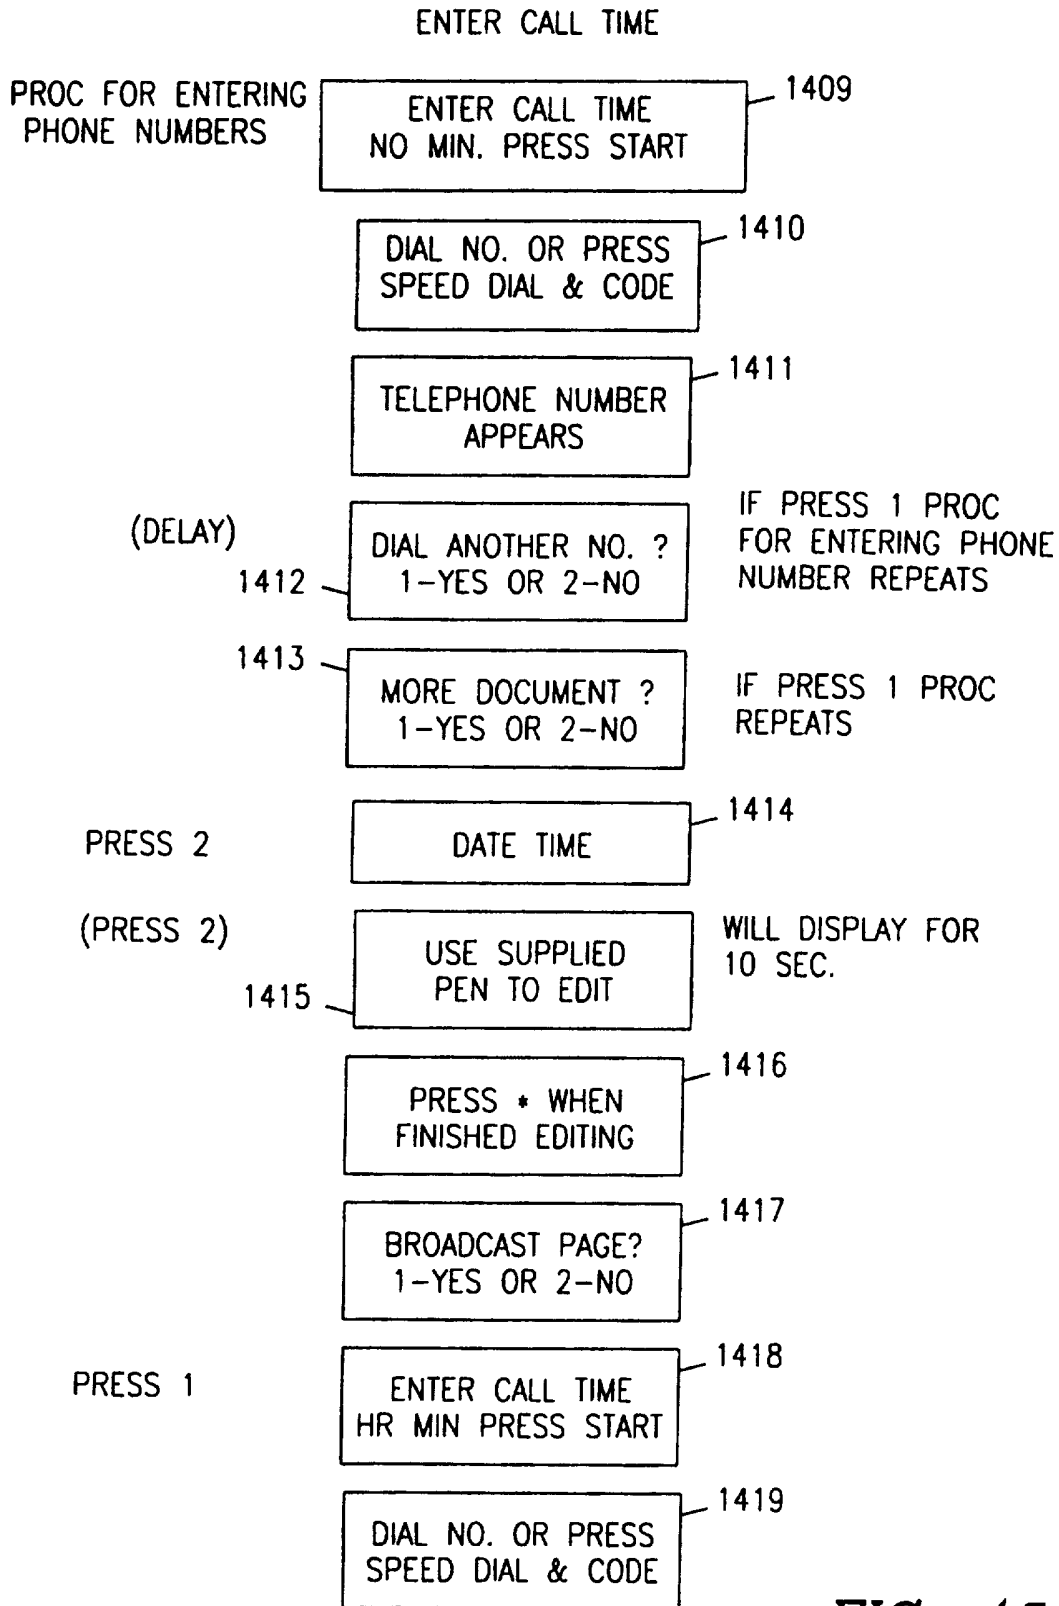 ENTER CALL TIME
PROC FOR ENTERING
PHONE NUMBERS
ENTER CALL TIME
NO MIN. PRESS START
1409
DIAL NO. OR PRESS
SPEED DIAL & CODE
1410
TELEPHONE NUMBER
APPEARS
1411
(DELAY)
1412
DIAL ANOTHER NO. ?
1-YES OR 2-NO
IF PRESS 1 PROC
FOR ENTERING PHONE
NUMBER REPEATS
1413
MORE DOCUMENT ?
1-YES OR 2-NO
IF PRESS 1 PROC
REPEATS
PRESS 2
DATE TIME
1414
(PRESS 2)
1415
USE SUPPLIED
PEN TO EDIT
WILL DISPLAY FOR
10 SEC.
PRESS * WHEN
FINISHED EDITING
1416
BROADCAST PAGE?
1-YES OR 2-NO
1417
PRESS 1
ENTER CALL TIME
HR MIN PRESS START
1418
DIAL NO. OR PRESS
SPEED DIAL & CODE
1419